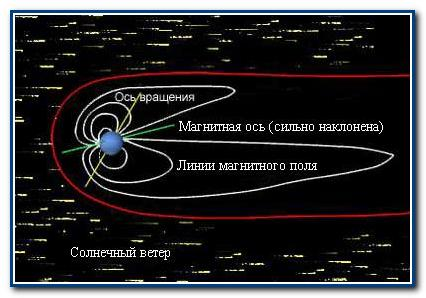 Ось вращения
Магнитная ось (сильно наклонена)
Линии магнитного поля
Солнечный ветер